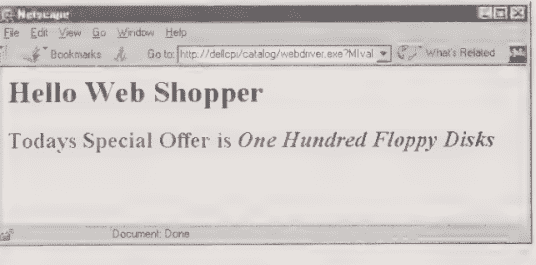 Netscape
File Edit View Go Window Help
Bookmarks Go to: http://dellcpi/catalog/webdriver.exe?MIval What's Related
Hello Web Shopper
Todays Special Offer is One Hundred Floppy Disks
Document: Done